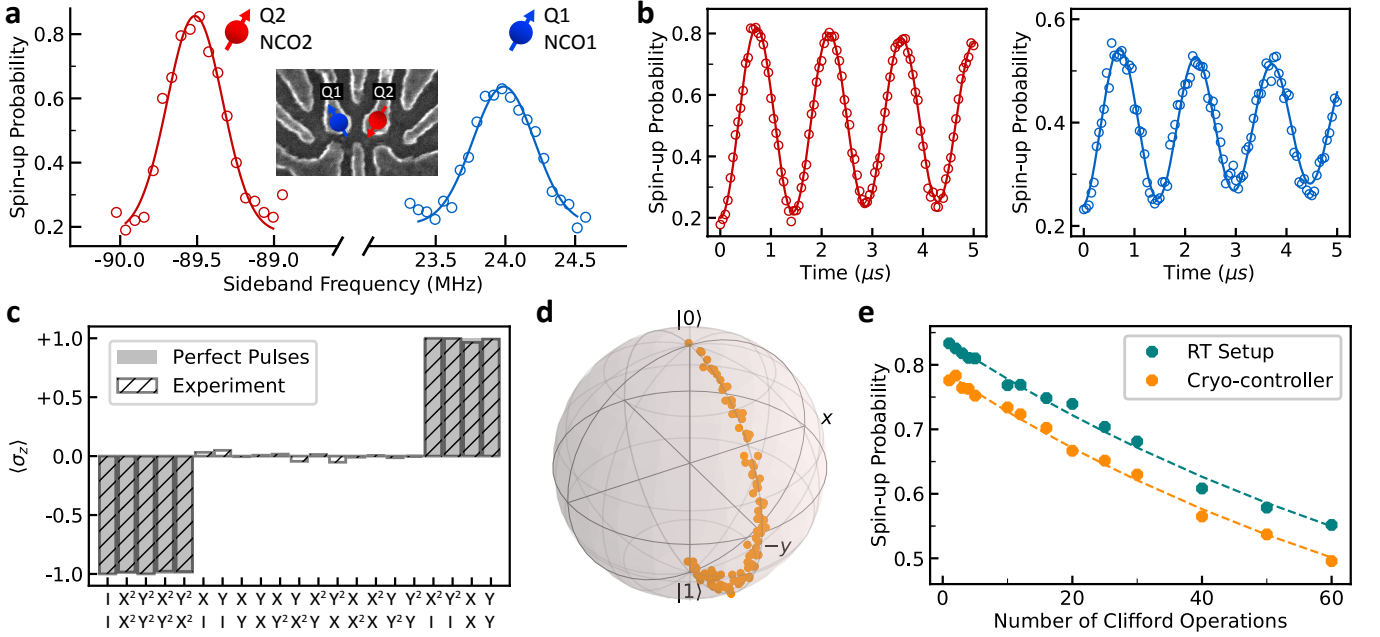 a
Q2
NCO2
Q1
NCO1
Q1 Q2
Spin-up Probability
0.8
0.6
0.4
0.2
-90.0 -89.5 -89.0 23.5 24.0 24.5
Sideband Frequency (MHz)
b
Spin-up Probability
0.8
0.6
0.4
0.2
0 1 2 3 4 5
Time (μs)
Spin-up Probability
0.6
0.4
0.2
0 1 2 3 4 5
Time (μs)
c
⟨σz⟩
+1.0
+0.5
0.0
-0.5
-1.0
Perfect Pulses
Experiment
I X² Y² X² Y² X Y X Y X Y X² Y² X X² Y Y² X² Y² X Y
I X² Y² Y² X² I I Y X Y² X² Y X X² X Y² Y I I X Y
d
|0⟩
x
−y
|1⟩
e
Spin-up Probability
0.8
0.7
0.6
0.5
RT Setup
Cryo-controller
0 20 40 60
Number of Clifford Operations